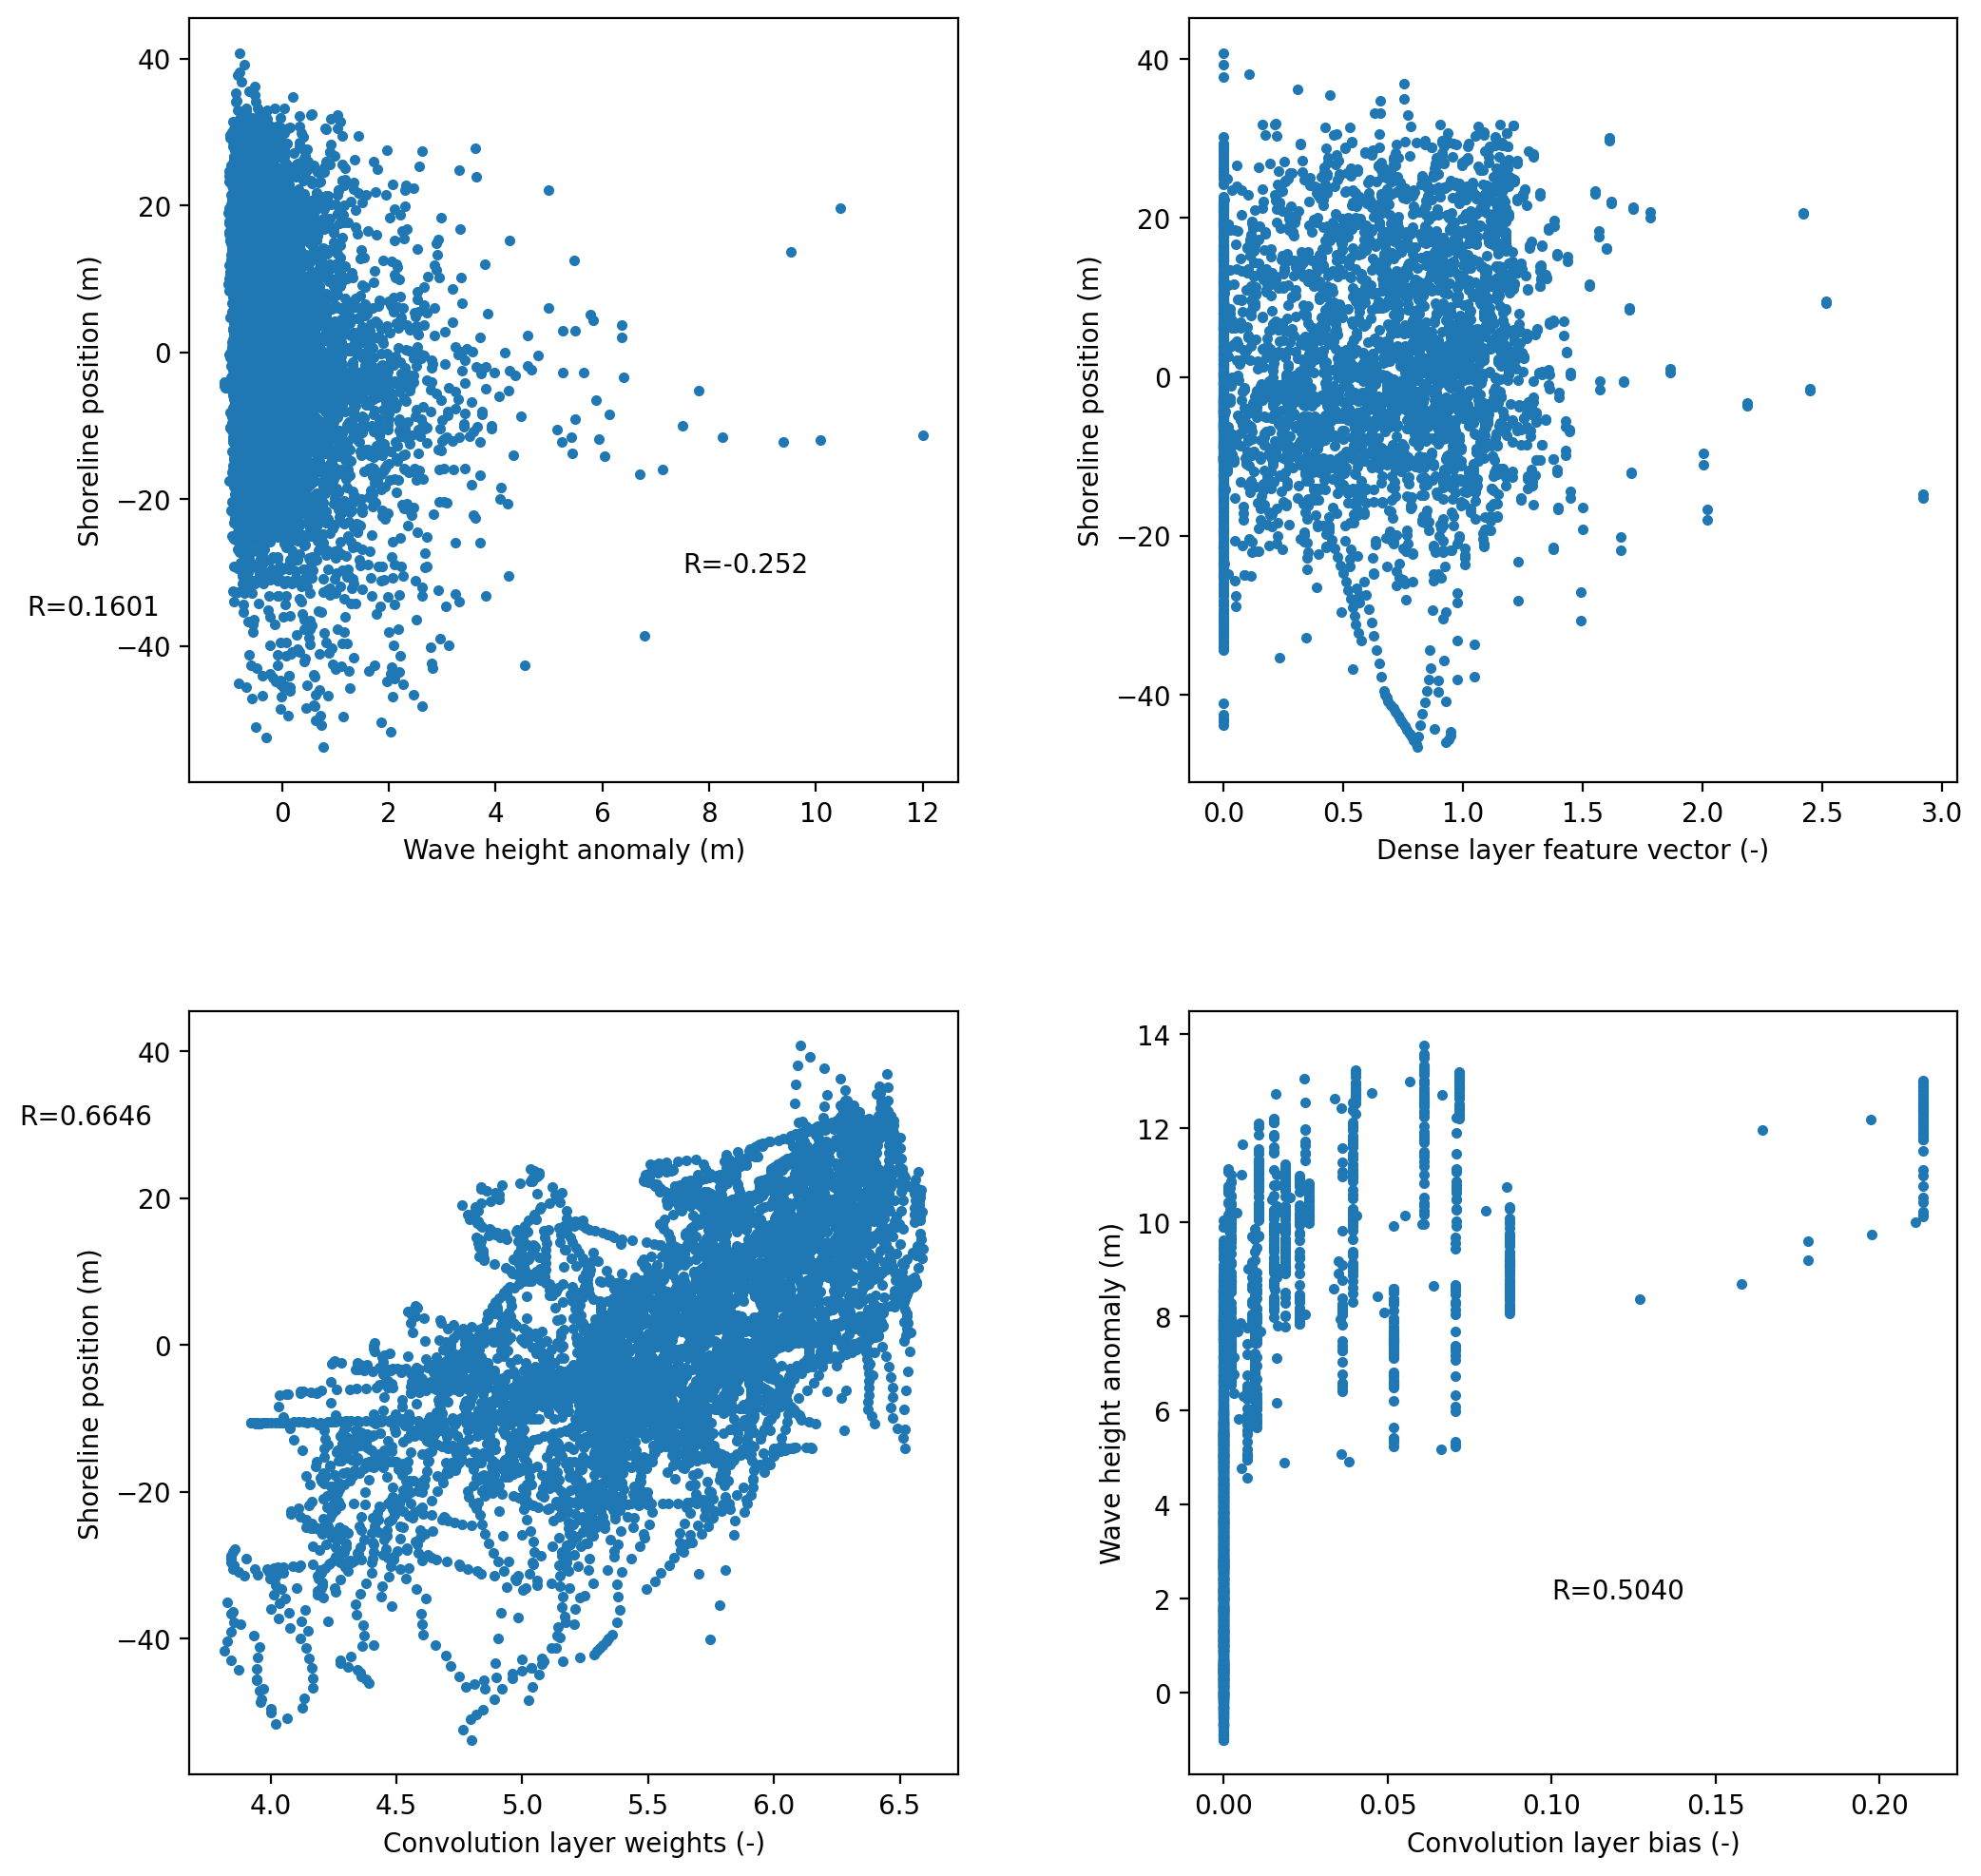 40
20
0
−20
−40
Shoreline position (m)
R=-0.252
R=0.1601
0 2 4 6 8 10 12
Wave height anomaly (m)
40
20
0
−20
−40
Shoreline position (m)
0.0 0.5 1.0 1.5 2.0 2.5 3.0
Dense layer feature vector (-)
40
20
0
−20
−40
Shoreline position (m)
R=0.6646
4.0 4.5 5.0 5.5 6.0 6.5
Convolution layer weights (-)
14
12
10
8
6
4
2
0
Wave height anomaly (m)
R=0.5040
0.00 0.05 0.10 0.15 0.20
Convolution layer bias (-)